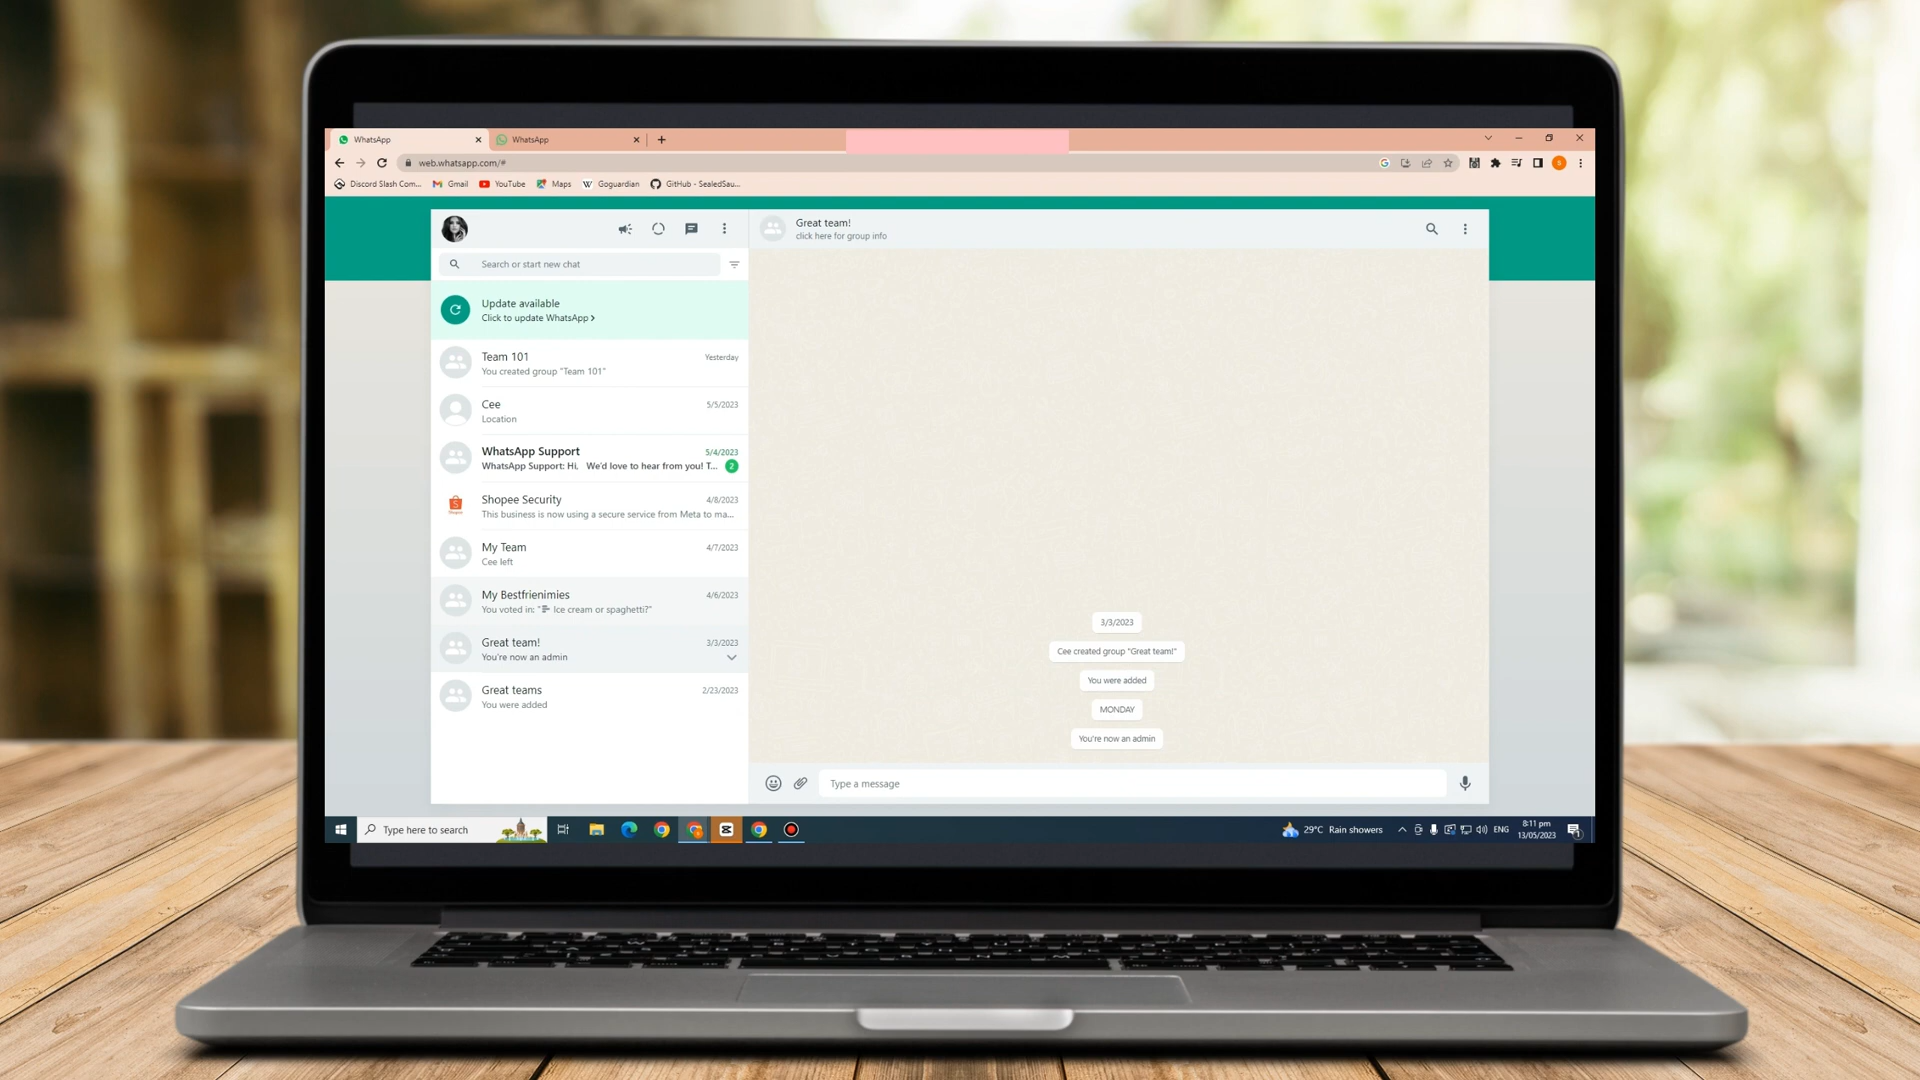 WhatsApp
WhatsApp
web.whatsapp.com/#
Discord Slash Com...
Gmail
YouTube
Maps
Goguardian
GitHub - SealedSau...
Great team!
click here for group info
Search or start new chat
Update available
Click to update WhatsApp
Team 101
Yesterday
You created group "Team 101"
Cee
5/5/2023
Location
WhatsApp Support
5/4/2023
WhatsApp Support: Hi, We'd love to hear from you! T...
2
Shopee Security
4/8/2023
This business is now using a secure service from Meta to ma...
My Team
4/7/2023
Cee left
My Bestfrienimies
4/6/2023
You voted in: " Ice cream or spaghetti?"
Great team!
3/3/2023
You're now an admin
Great teams
2/23/2023
You were added
3/3/2023
Cee created group "Great team!"
You were added
MONDAY
You're now an admin
Type a message
Type here to search
29°C Rain showers
ENG
8:11 pm
13/05/2023